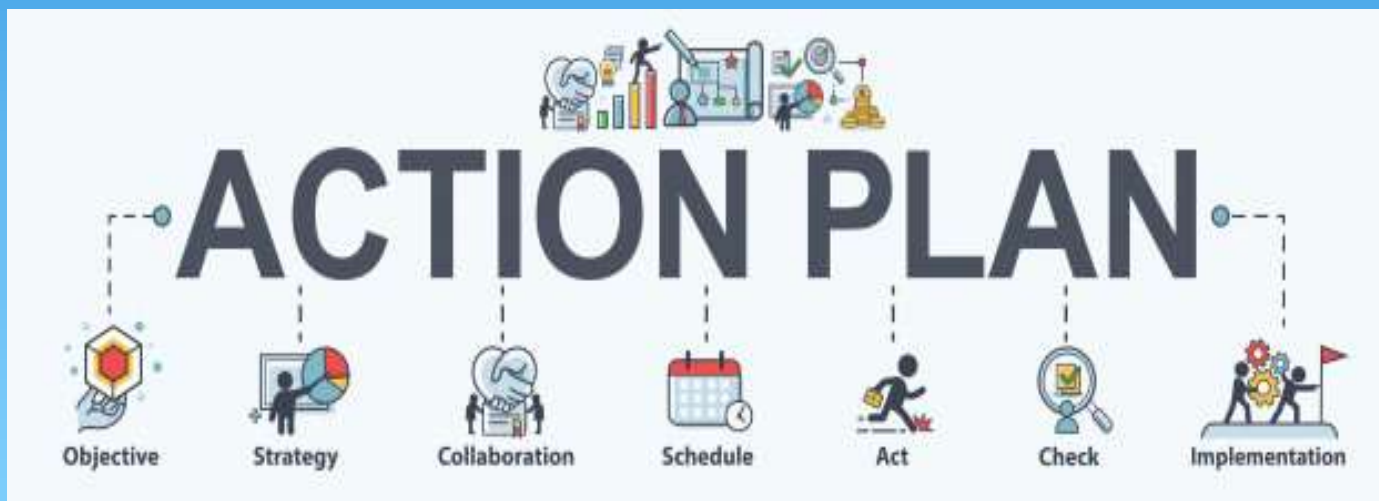 ACTION PLAN
Objective Strategy Collaboration Schedule Act Check Implementation